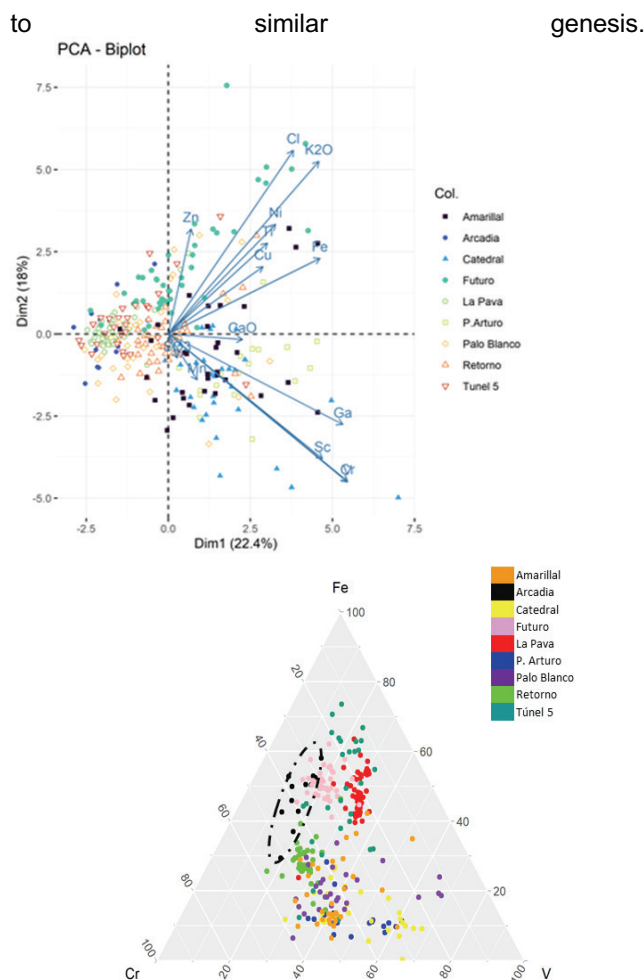 to similar genesis.
PCA - Biplot
7.5
5.0
2.5
0.0
-2.5
-5.0
Dim2 (18%)
Cl
K2O
Zn
Ni
Ti
Fe
Cu
CaO
Mn
Ga
Sc
Cr
-2.5 0.0 2.5 5.0 7.5
Dim1 (22.4%)
Col.
Amarillal
Arcadia
Catedral
Futuro
La Pava
P.Arturo
Palo Blanco
Retorno
Tunel 5
Amarillal
Arcadia
Catedral
Futuro
La Pava
P. Arturo
Palo Blanco
Retorno
Túnel 5
Fe
100
20 80
40 60
60 40
80 20
100
Cr 20 40 60 80 100 V